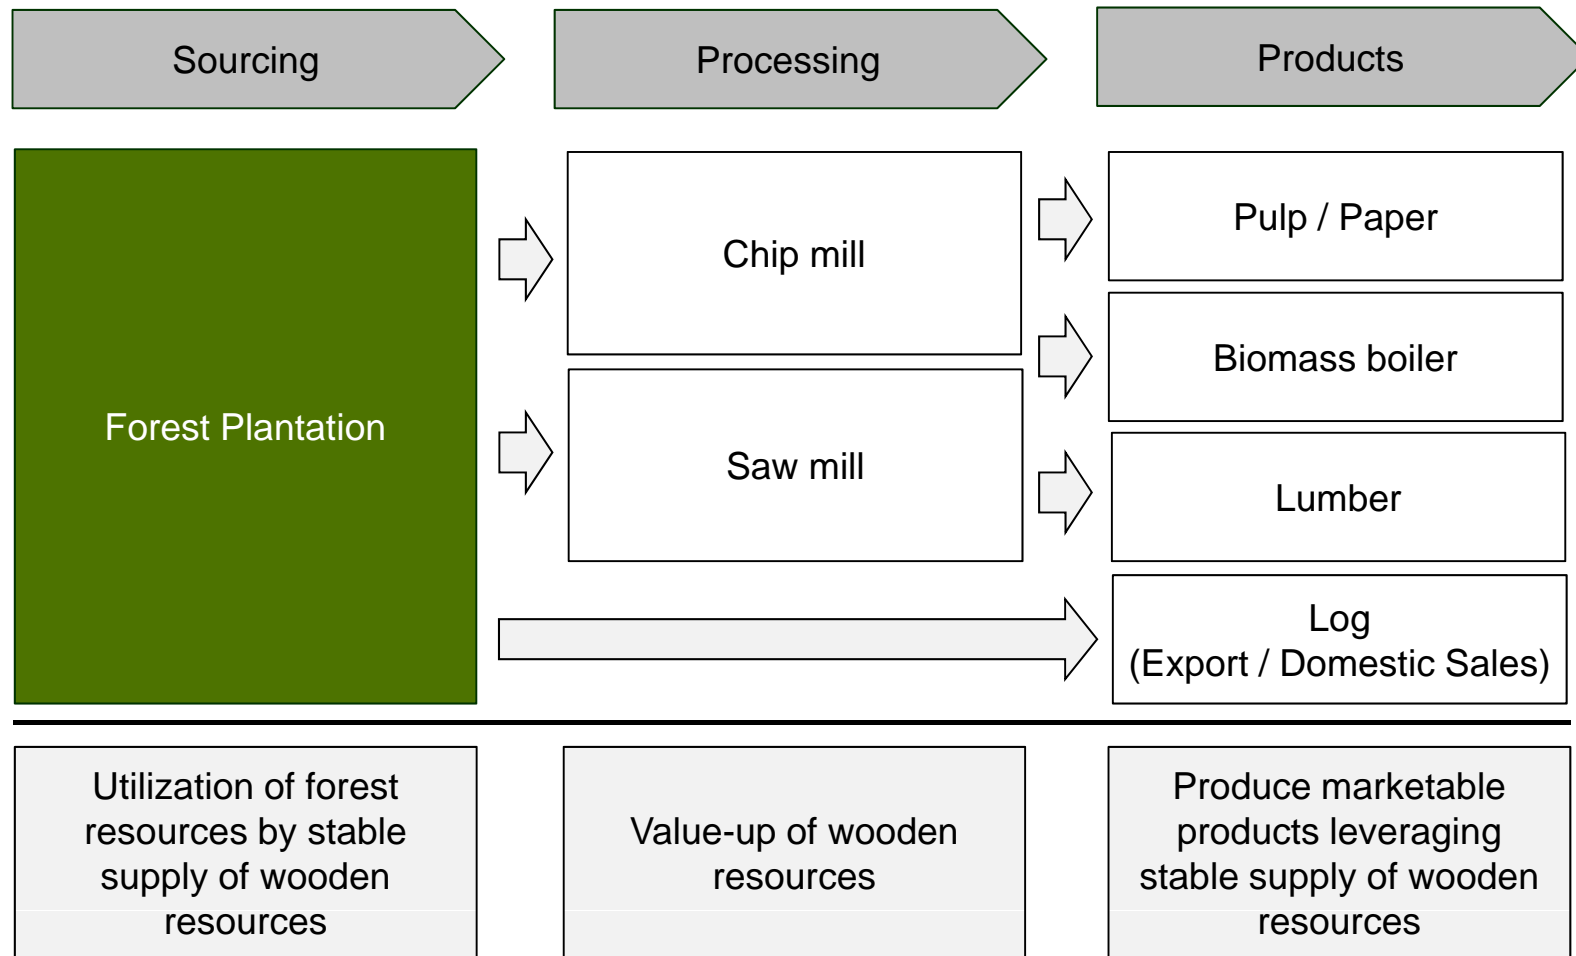 Sourcing
Processing
Products
Forest Plantation
Chip mill
Saw mill
Pulp / Paper
Biomass boiler
Lumber
Log
(Export / Domestic Sales)
Utilization of forest
resources by stable
supply of wooden
resources
Value-up of wooden
resources
Produce marketable
products leveraging
stable supply of wooden
resources